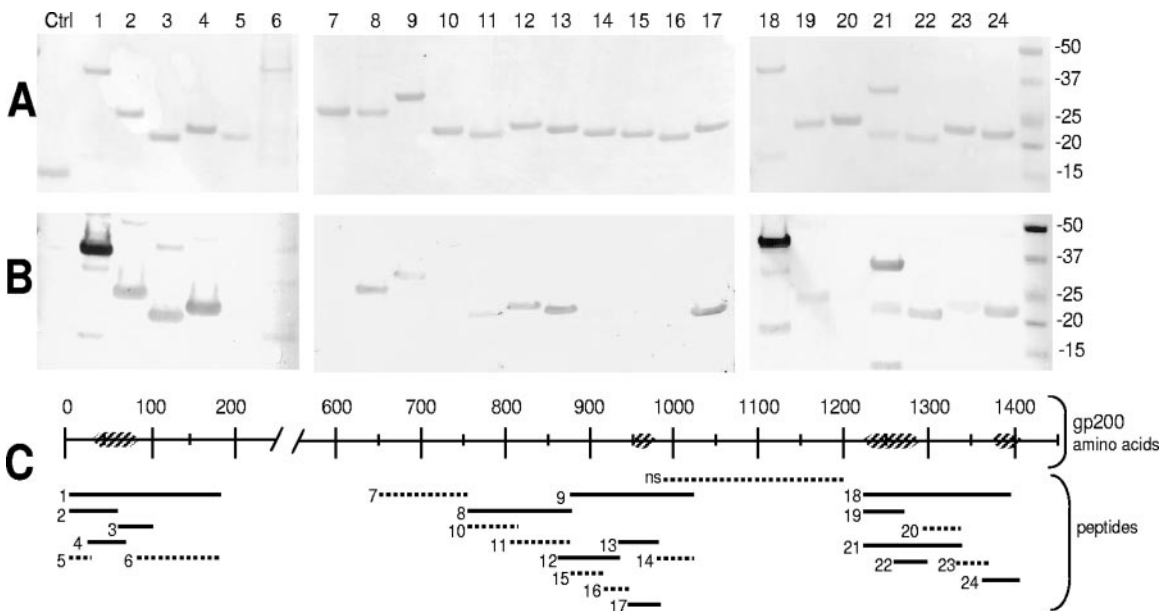 Ctrl 1 2 3 4 5 6 7 8 9 10 11 12 13 14 15 16 17 18 19 20 21 22 23 24
A
-50
-37
-25
-20
-15
B
-50
-37
-25
-20
-15
C
0 100 200 600 700 800 900 1000 1100 1200 1300 1400
gp200
amino acids
ns
1 7 9 18
2 8 19
3 10 20
4 11 13 21
5 6 12 14 22 23
15 24
16
17
peptides